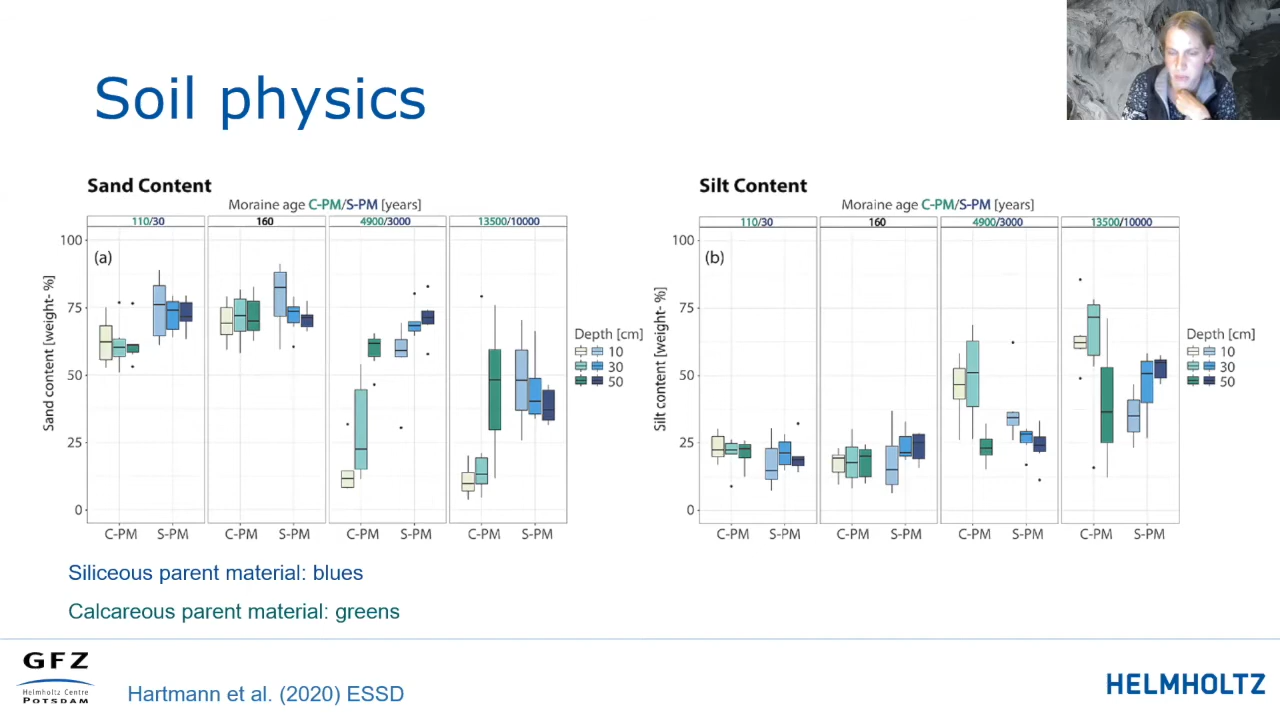 Soil physics
Sand Content
Moraine age C-PM/S-PM [years]
110/30
160
4900/3000
13500/10000
(a)
100
75
50
25
0
Sand content [weight- %]
C-PM S-PM C-PM S-PM C-PM S-PM C-PM S-PM
Depth [cm]
10
30
50
Silt Content
Moraine age C-PM/S-PM [years]
110/30
160
4900/3000
13500/10000
(b)
100
75
50
25
0
Silt content [weight- %]
C-PM S-PM C-PM S-PM C-PM S-PM C-PM S-PM
Depth [cm]
10
30
50
Siliceous parent material: blues
Calcareous parent material: greens
GFZ
Helmholtz Centre
POTSDAM
Hartmann et al. (2020) ESSD
HELMHOLTZ